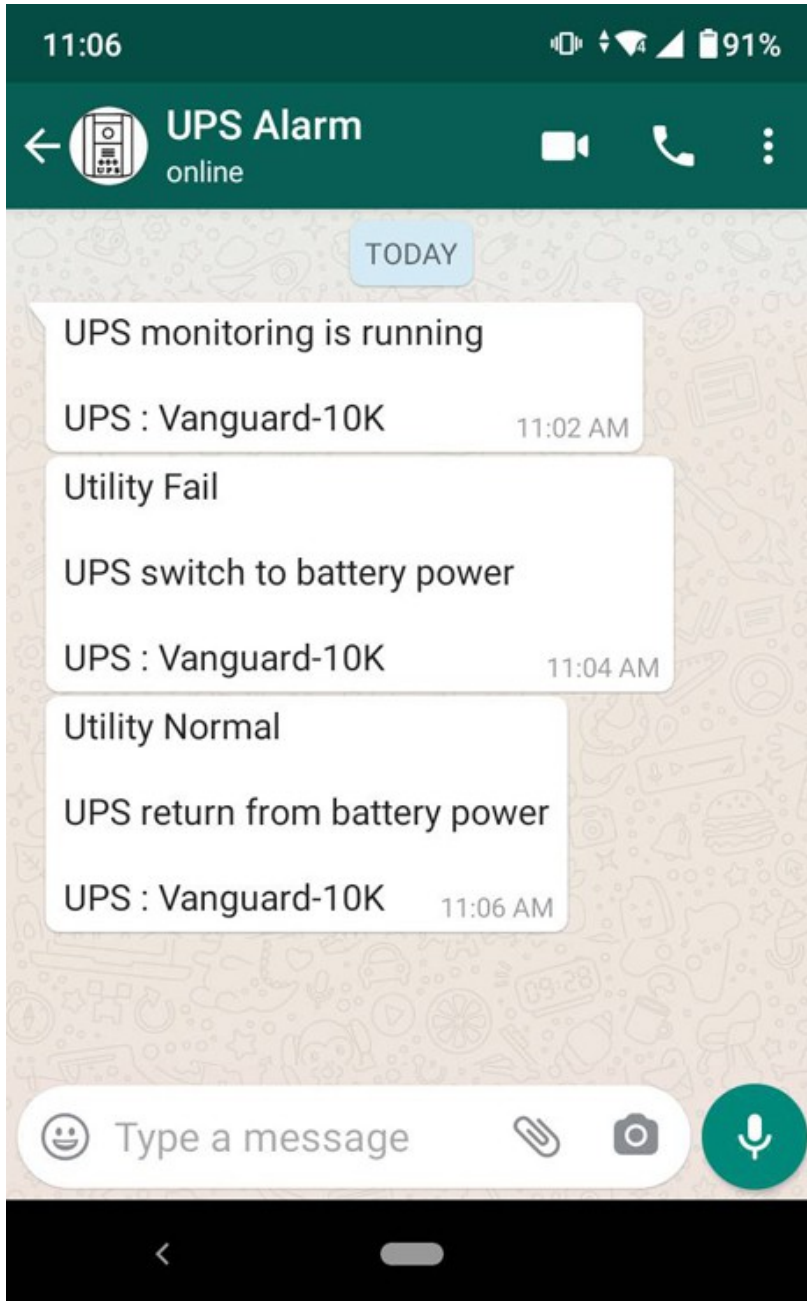 11:06
91%
UPS Alarm
online
TODAY
UPS monitoring is running
UPS : Vanguard-10K
11:02 AM
Utility Fail
UPS switch to battery power
UPS : Vanguard-10K
11:04 AM
Utility Normal
UPS return from battery power
UPS : Vanguard-10K
11:06 AM
Type a message